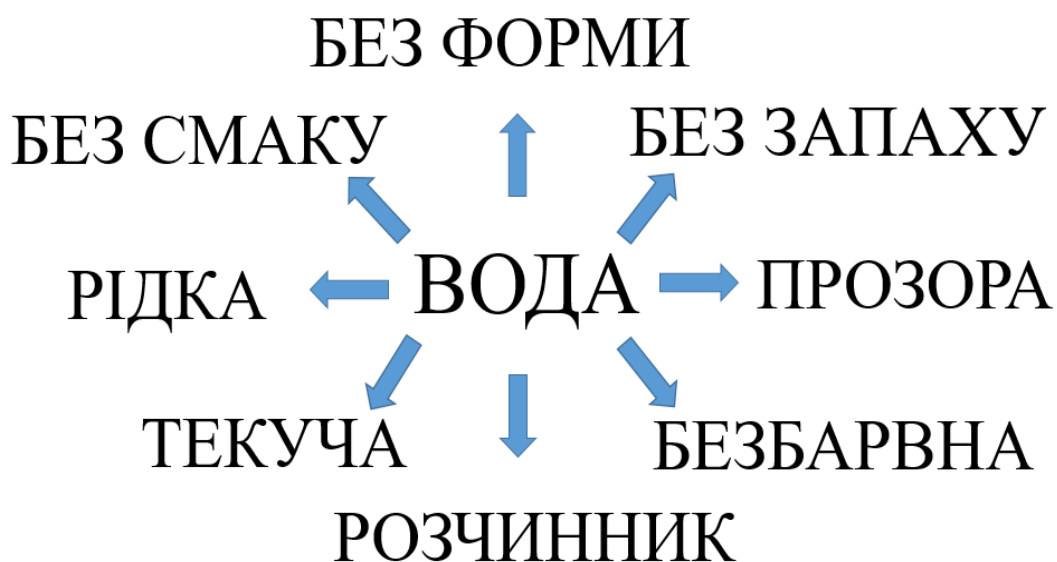 БЕЗ ФОРМИ
БЕЗ СМАКУ
БЕЗ ЗАПАХУ
РІДКА
ВОДА
ПРОЗОРА
ТЕКУЧА
БЕЗБАРВНА
РОЗЧИННИК